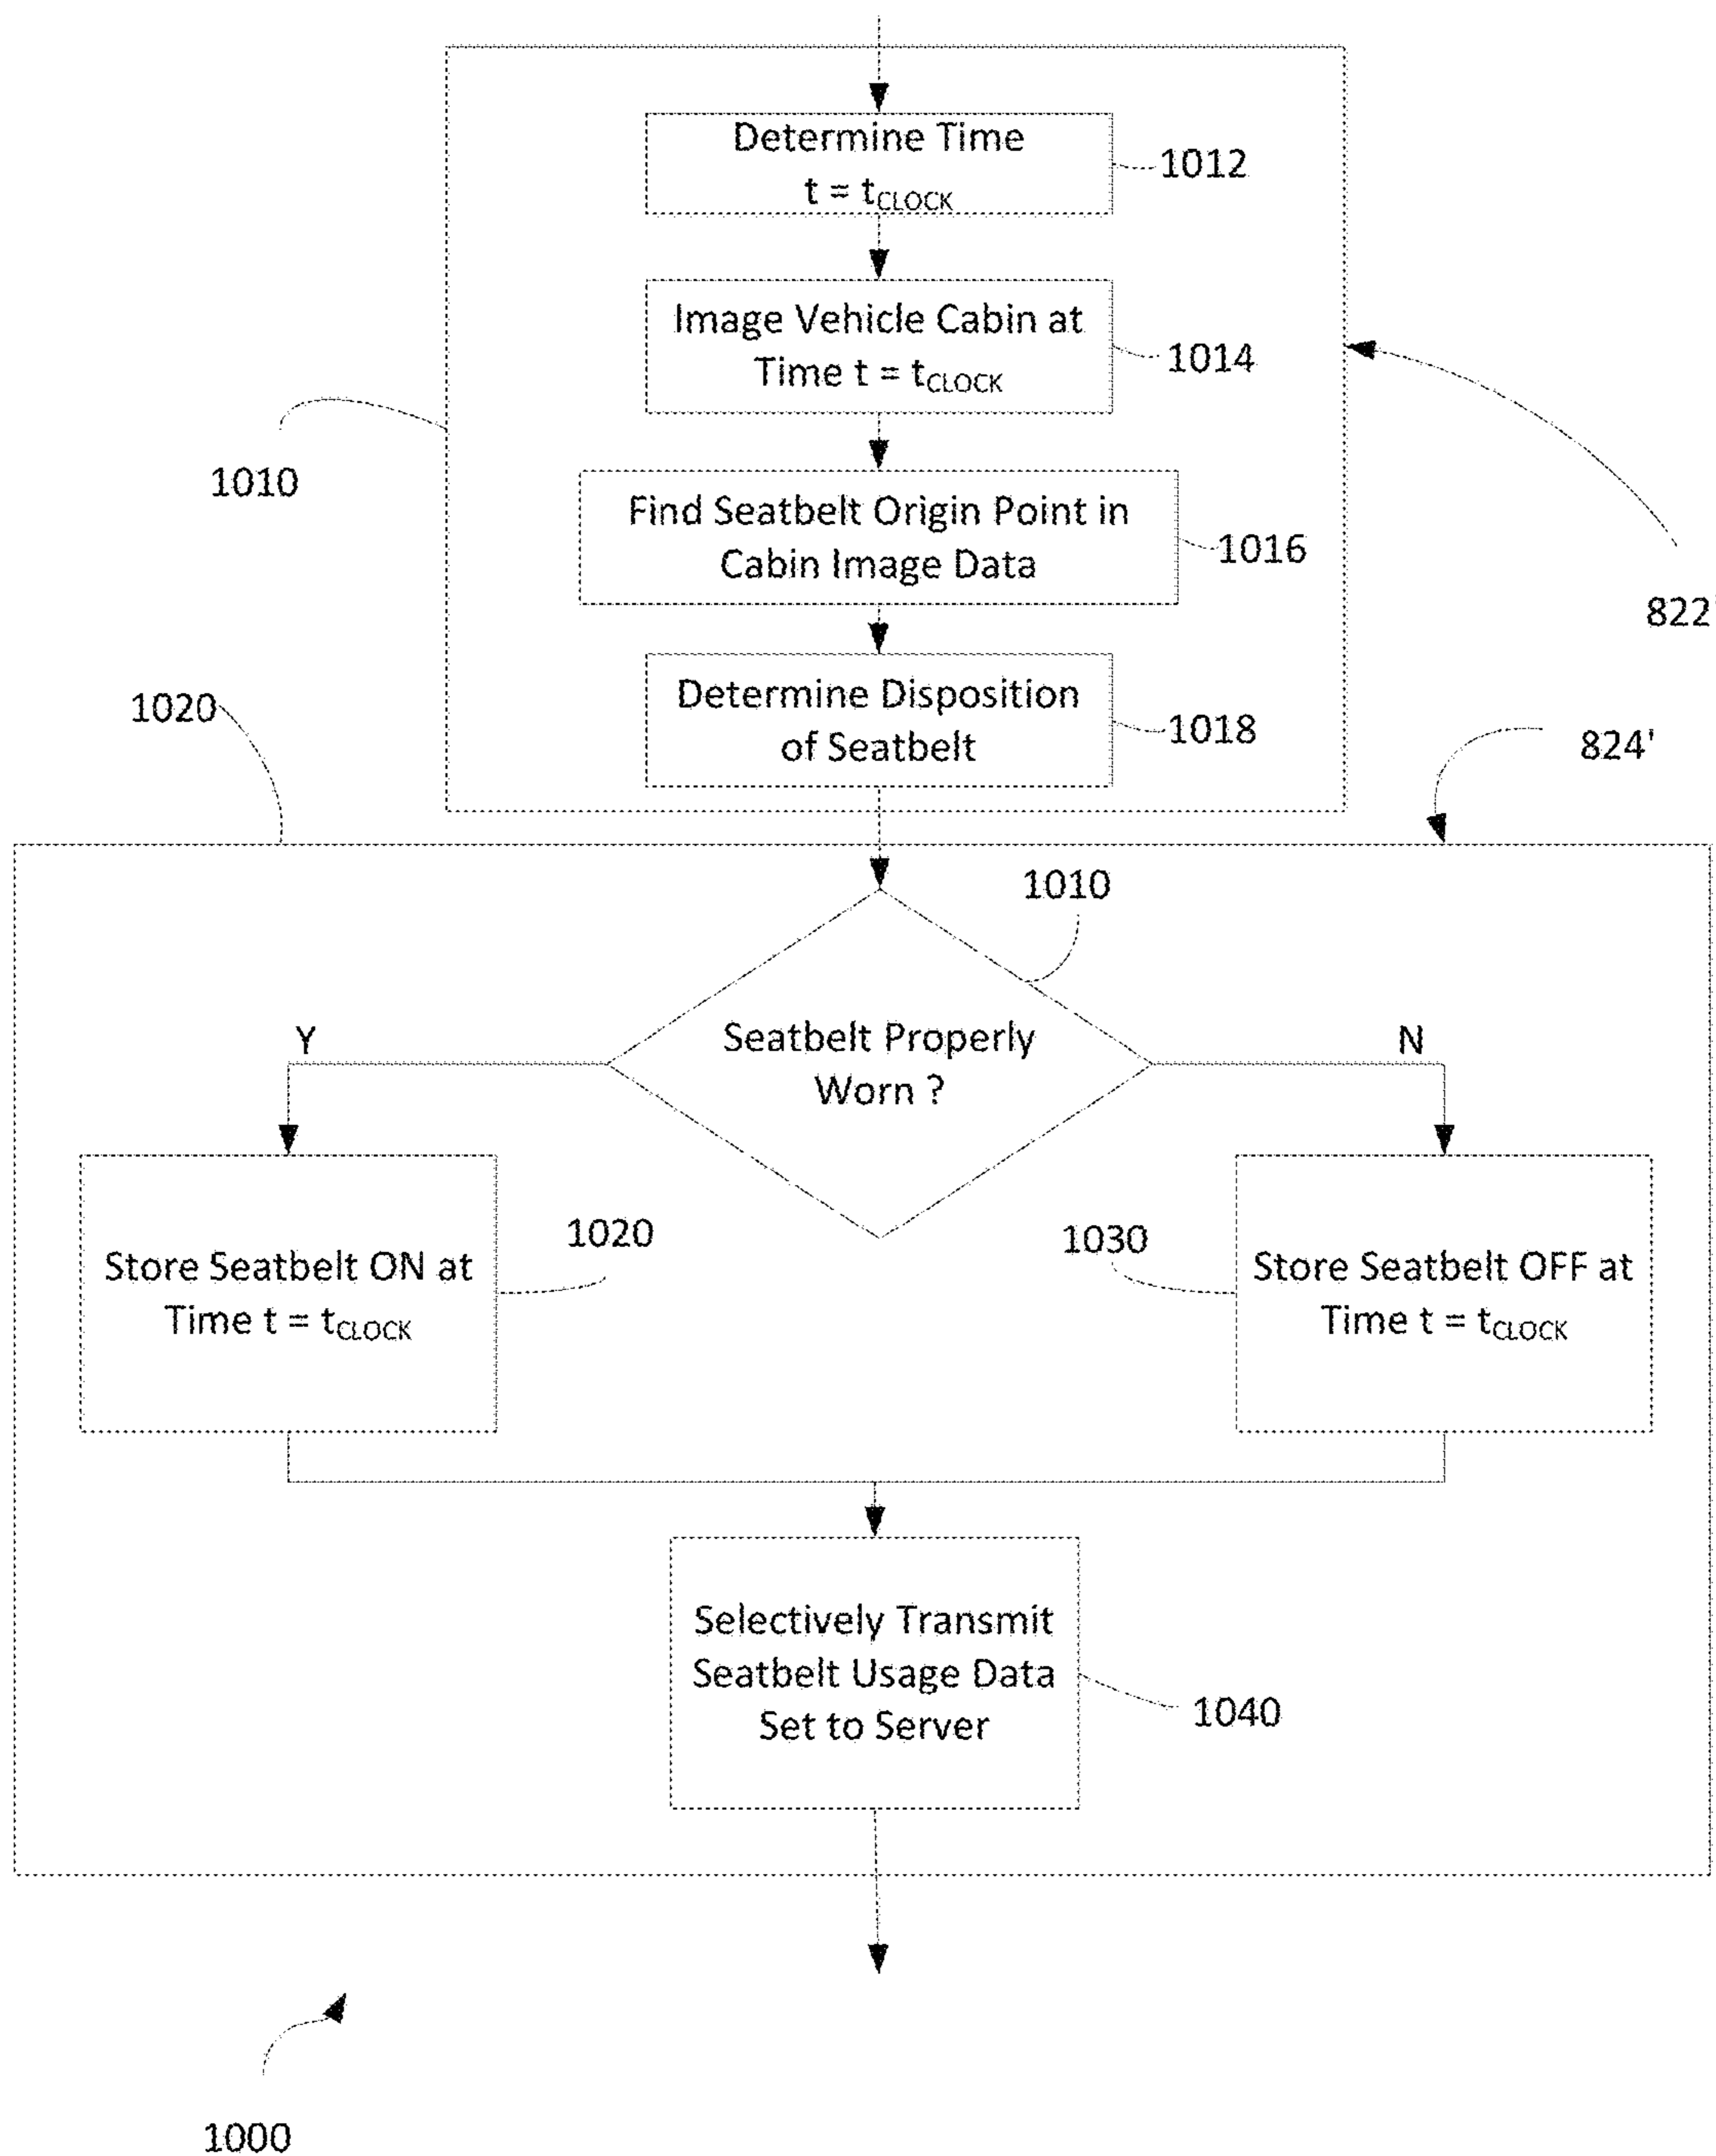 Determine Time
t = tCLOCK
1012
Image Vehicle Cabin at
Time t = tCLOCK
1014
1010
Find Seatbelt Origin Point in
Cabin Image Data
1016
822'
Determine Disposition
of Seatbelt
1018
1020
824'
1010
Seatbelt Properly
Worn ?
Y
N
Store Seatbelt ON at
Time t = tCLOCK
1020
1030
Store Seatbelt OFF at
Time t = tCLOCK
Selectively Transmit
Seatbelt Usage Data
Set to Server
1040
1000